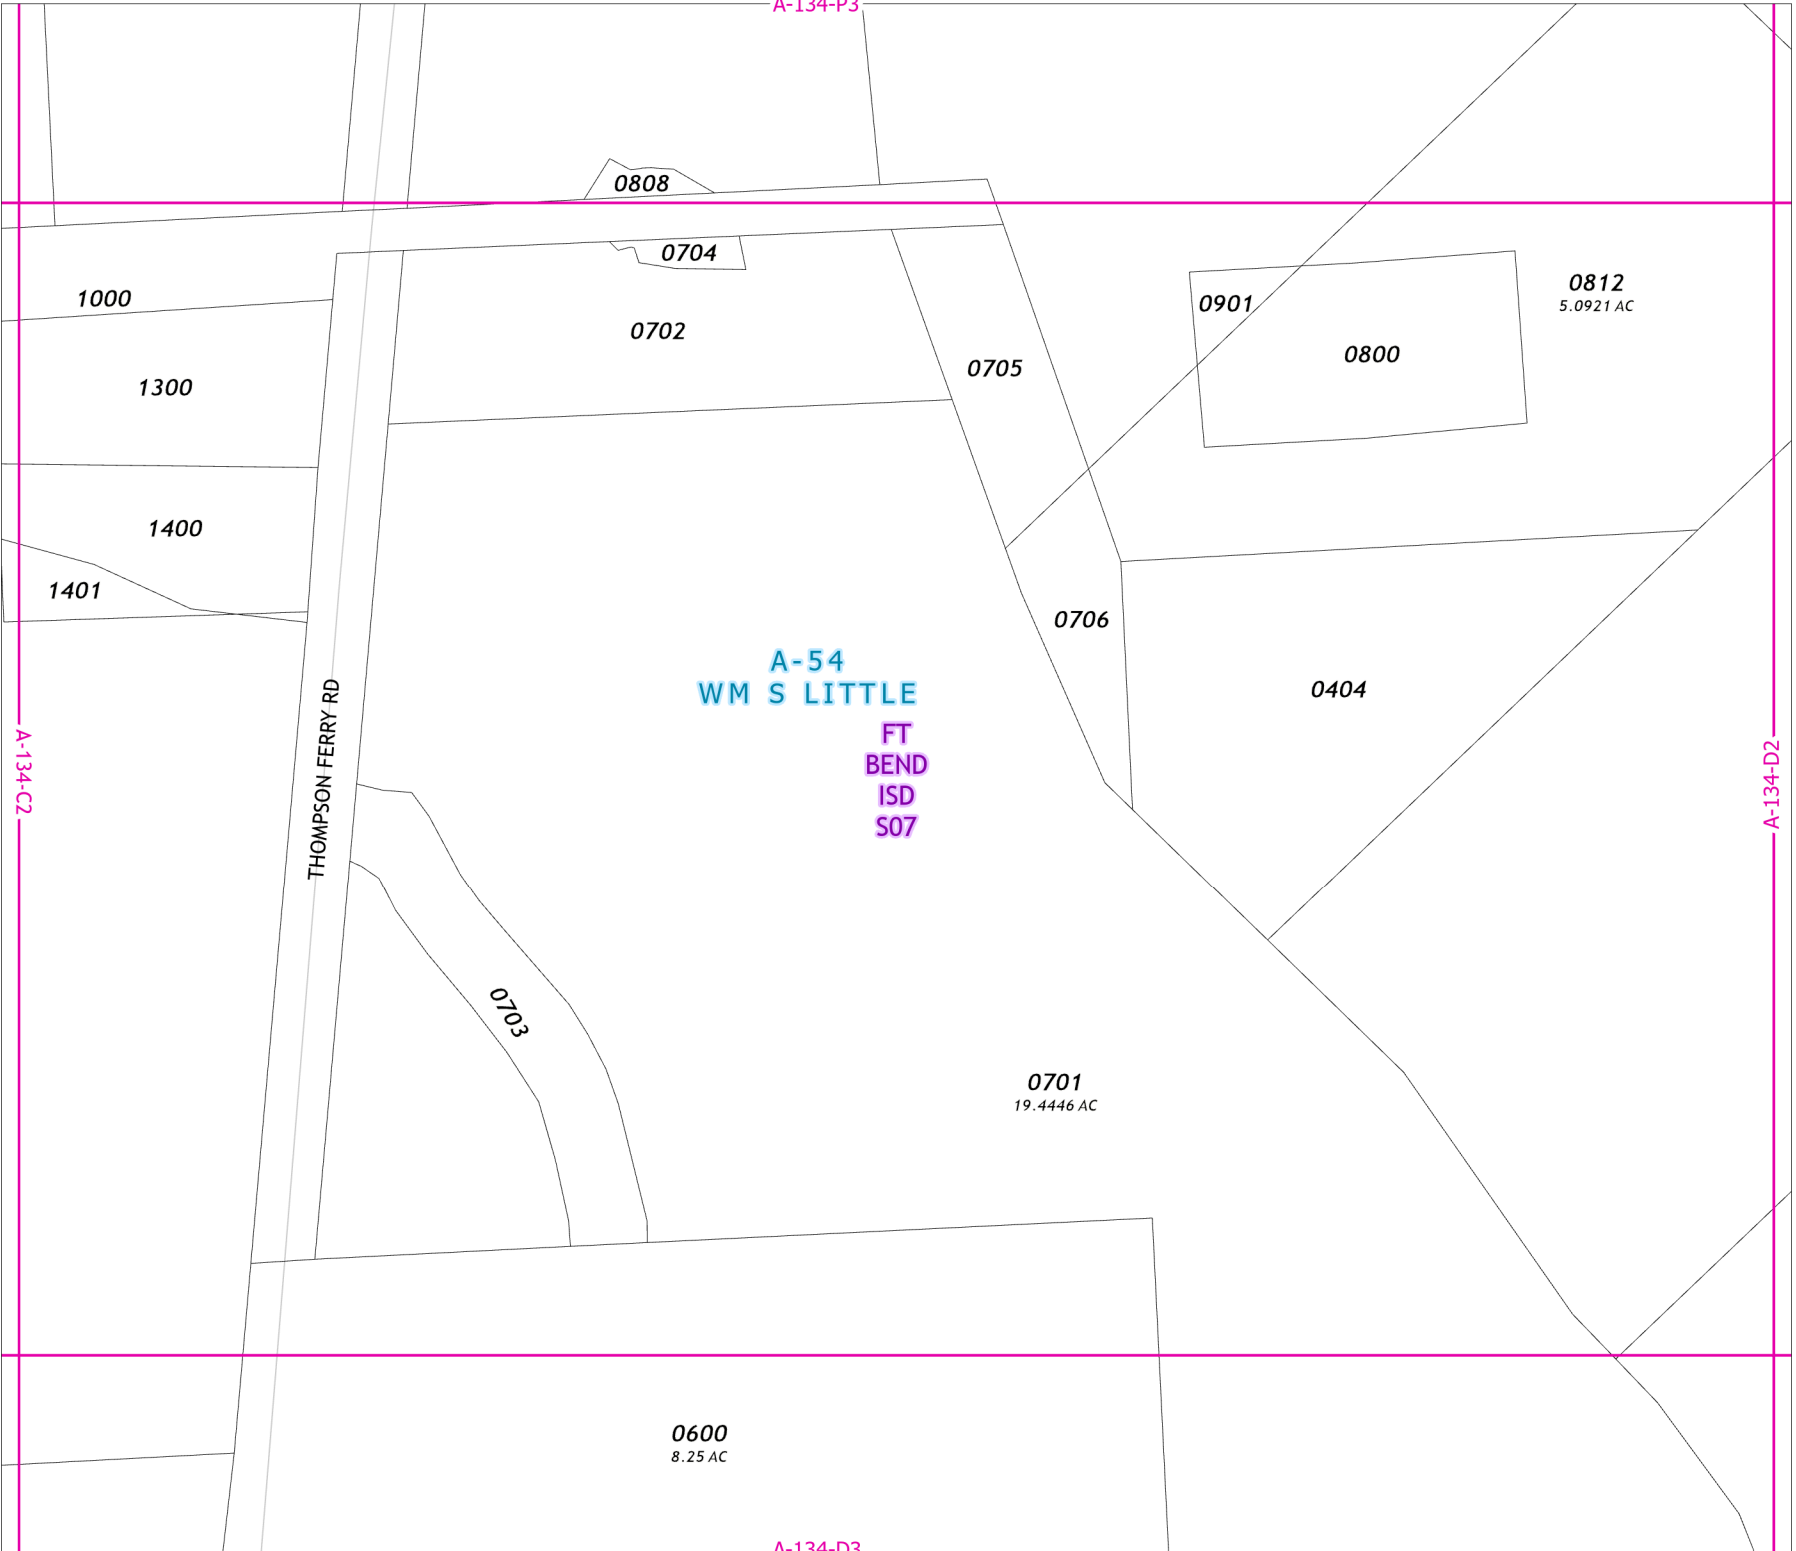 A-134-P3
0808
0704
1000
0702
0901
0812
5.0921 AC
0800
0705
1300
1400
1401
0706
A-54
WM S LITTLE
0404
FT
BEND
ISD
S07
THOMPSON FERRY RD
A-134-C2
A-134-D2
0703
0701
19.4446 AC
0600
8.25 AC
A-134-D3